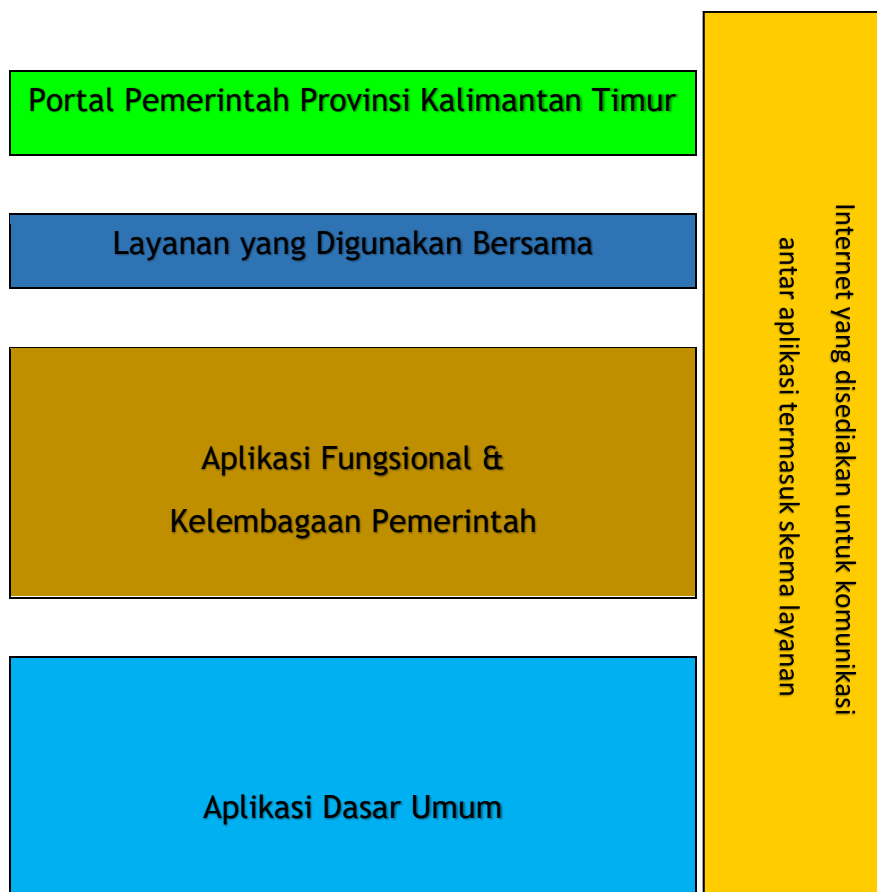 Portal Pemerintah Provinsi Kalimantan Timur
Layanan yang Digunakan Bersama
Aplikasi Fungsional &
Kelembagaan Pemerintah
Aplikasi Dasar Umum
Internet yang disediakan untuk komunikasi
antar aplikasi termasuk skema layanan